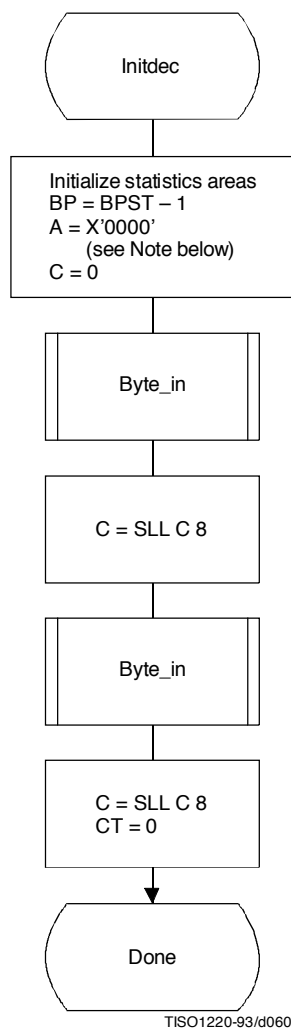 Initdec
Initialize statistics areas
BP = BPST – 1
A = X'0000'
(see Note below)
C = 0
Byte_in
C = SLL C 8
Byte_in
C = SLL C 8
CT = 0
Done
TISO1220-93/d060